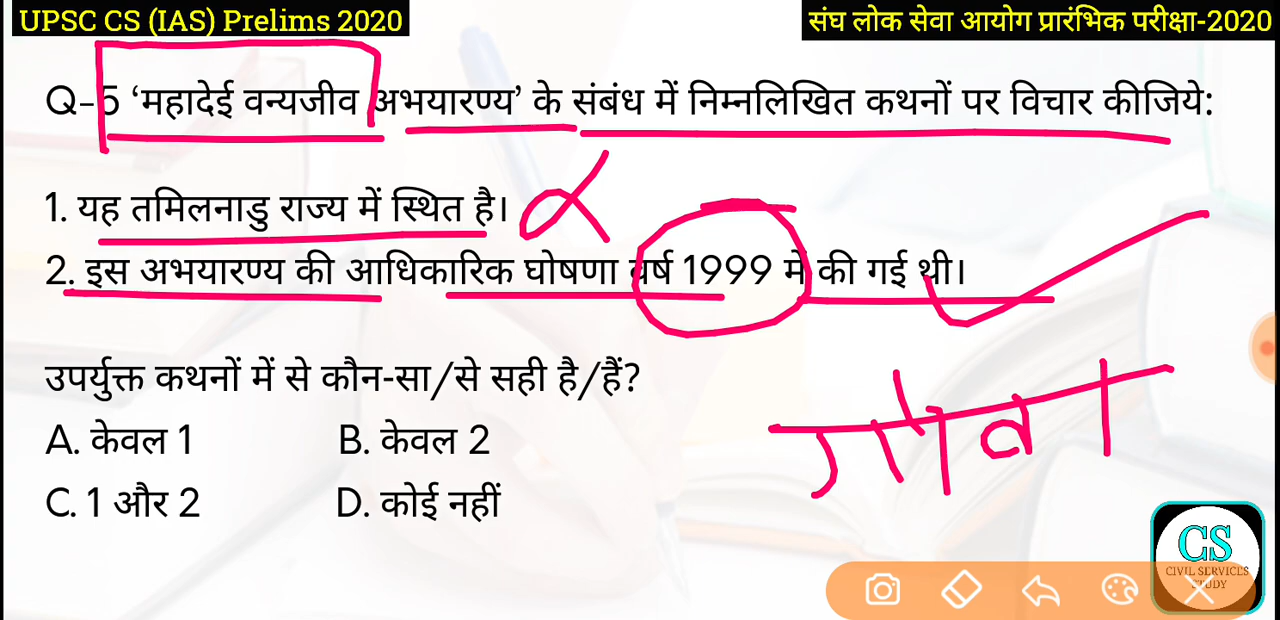 UPSC CS (IAS) Prelims 2020
संघ लोक सेवा आयोग प्रारंभिक परीक्षा-2020
Q-5 ‘महादेई वन्यजीव अभयारण्य’ के संबंध में निम्नलिखित कथनों पर विचार कीजिये:
1. यह तमिलनाडु राज्य में स्थित है।
2. इस अभयारण्य की आधिकारिक घोषणा वर्ष 1999 में की गई थी।
उपर्युक्त कथनों में से कौन-सा/से सही है/हैं?
गोवा
A. केवल 1 B. केवल 2
C. 1 और 2 D. कोई नहीं
CS
CIVIL SERVICES
STUDY